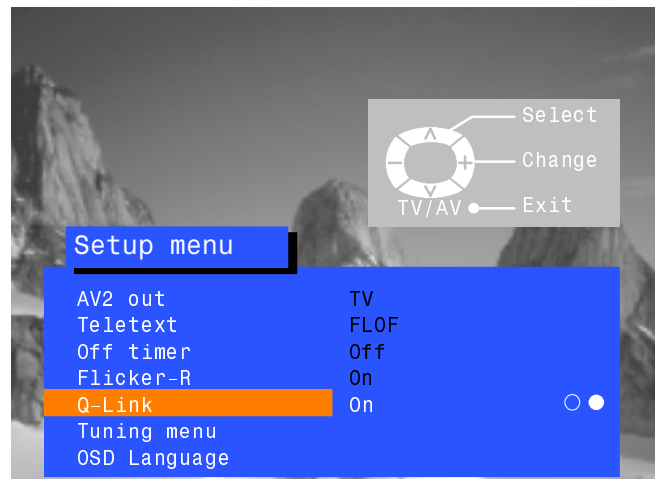 Select
Change
TV/AV Exit
Setup menu
AV2 out TV
Teletext FLOF
Off timer Off
Flicker-R On
Q-Link On
Tuning menu
OSD Language